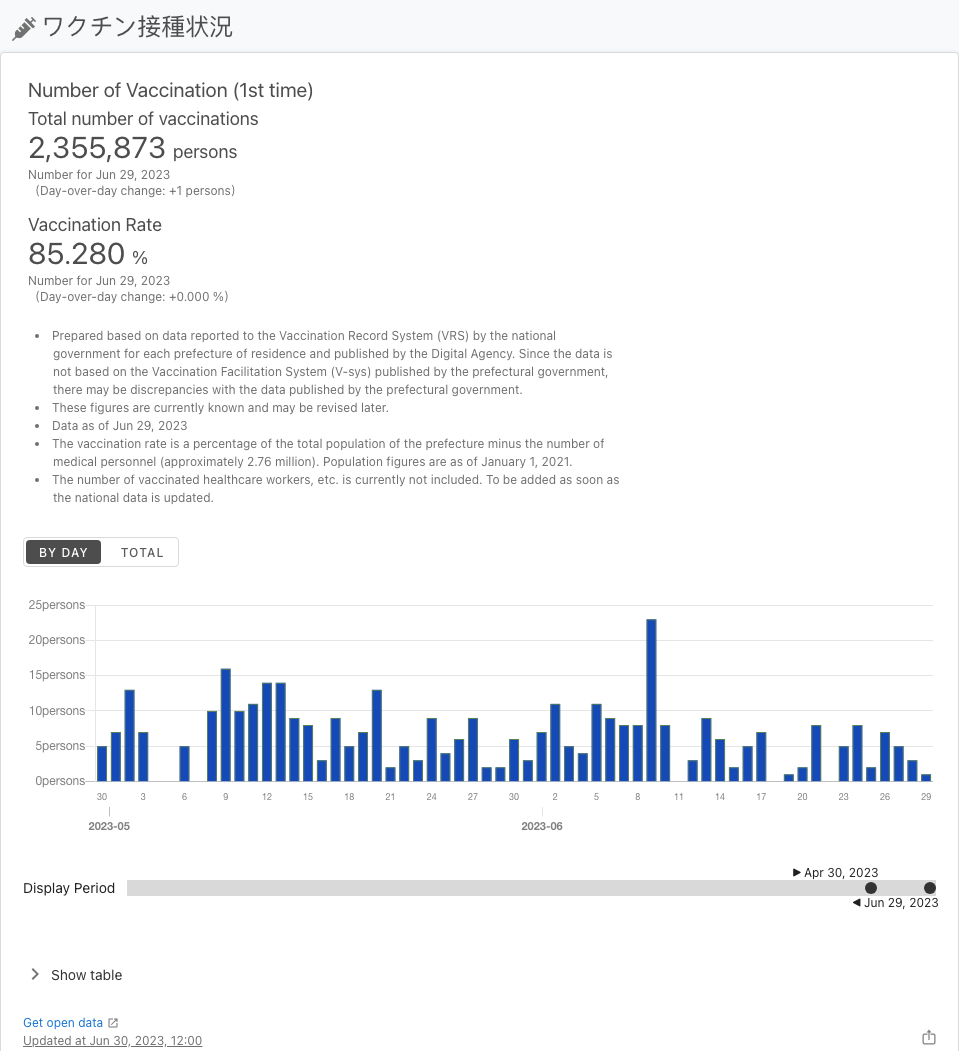 ワクチン接種状況
Number of Vaccination (1st time)
Total number of vaccinations
2,355,873 persons
Number for Jun 29, 2023
(Day-over-day change: +1 persons)
Vaccination Rate
85.280 %
Number for Jun 29, 2023
(Day-over-day change: +0.000 %)
• Prepared based on data reported to the Vaccination Record System (VRS) by the national
government for each prefecture of residence and published by the Digital Agency. Since the data is
not based on the Vaccination Facilitation System (V-sys) published by the prefectural government,
there may be discrepancies with the data published by the prefectural government.
• These figures are currently known and may be revised later.
• Data as of Jun 29, 2023
• The vaccination rate is a percentage of the total population of the prefecture minus the number of
medical personnel (approximately 2.76 million). Population figures are as of January 1, 2021.
• The number of vaccinated healthcare workers, etc. is currently not included. To be added as soon as
the national data is updated.
BY DAY TOTAL
25persons
20persons
15persons
10persons
5persons
0persons
30 3 6 9 12 15 18 21 24 27 30 2 5 8 11 14 17 20 23 26 29
2023-05 2023-06
Apr 30, 2023
Display Period
Jun 29, 2023
Show table
Get open data
Updated at Jun 30, 2023, 12:00